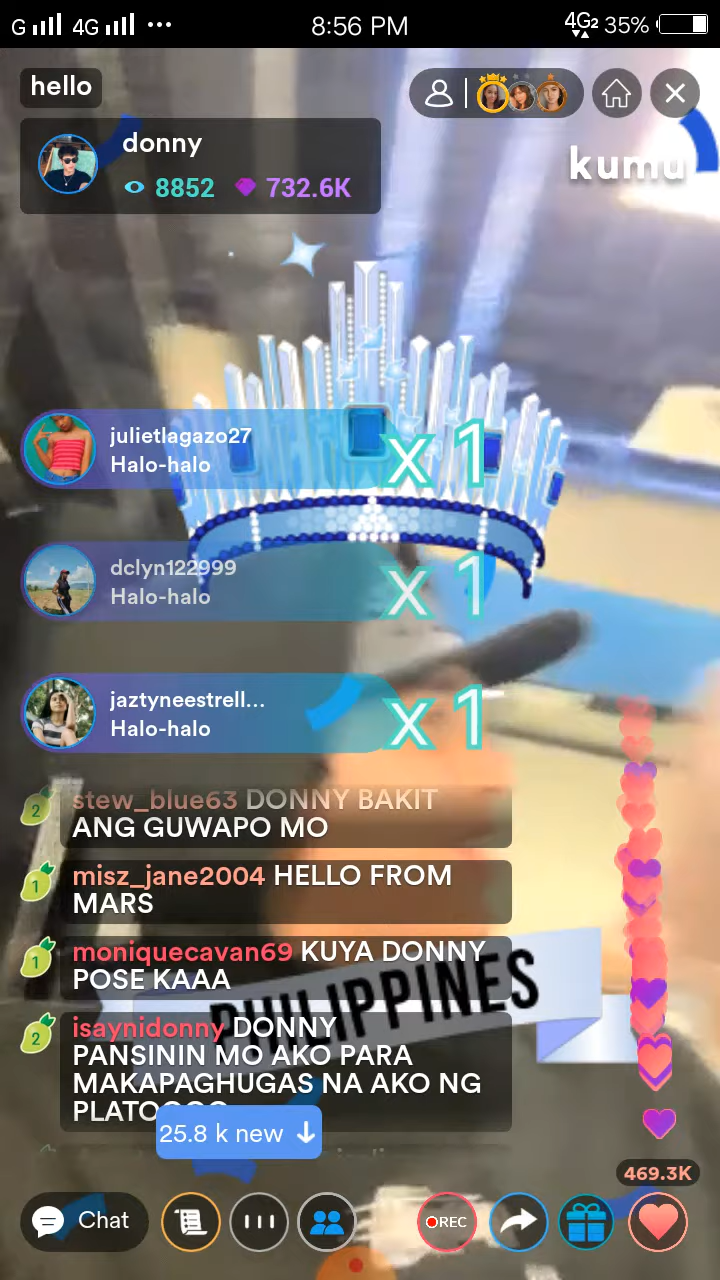 G 4G 8:56 PM 4G2 35%
hello
donny
8852 732.6K
kumu
julietlagazo27
Halo-halo
x 1
dclyn122999
Halo-halo
x 1
jaztyneestrell...
Halo-halo
x 1
2 stew_blue63 DONNY BAKIT
ANG GUWAPO MO
1 misz_jane2004 HELLO FROM
MARS
1 moniquecavan69 KUYA DONNY
POSE KAAA
PHILIPPINES
2 isaynidonny DONNY
PANSININ MO AKO PARA
MAKAPAGHUGAS NA AKO NG
25.8 k new
469.3K
Chat
REC